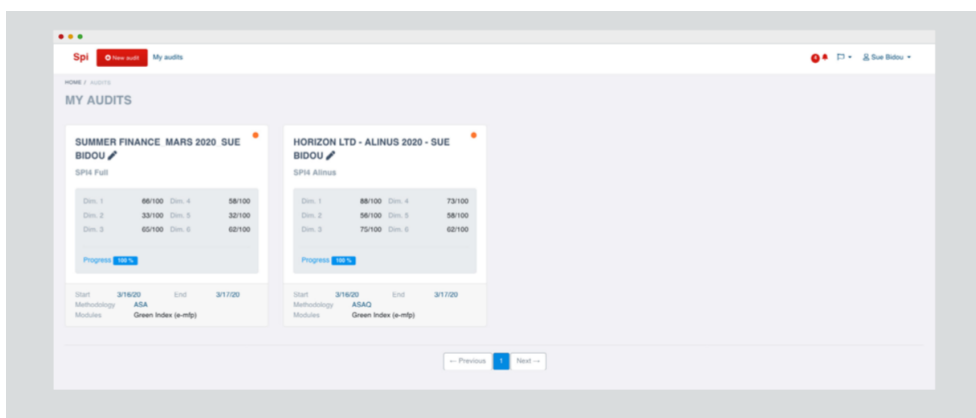 Spi New audit My audits 4 Sue Bidou
HOME / AUDITS
MY AUDITS
SUMMER FINANCE MARS 2020 SUE
BIDOU
SPI4 Full
Dim. 1 66/100 Dim. 4 58/100
Dim. 2 33/100 Dim. 5 32/100
Dim. 3 65/100 Dim. 6 62/100
Progress 100 %
Start 3/16/20 End 3/17/20
Methodology ASA
Modules Green Index (e-mfp)
HORIZON LTD - ALINUS 2020 - SUE
BIDOU
SPI4 Alinus
Dim. 1 88/100 Dim. 4 73/100
Dim. 2 56/100 Dim. 5 58/100
Dim. 3 75/100 Dim. 6 62/100
Progress 100 %
Start 3/16/20 End 3/17/20
Methodology ASAQ
Modules Green Index (e-mfp)
← Previous 1 Next →